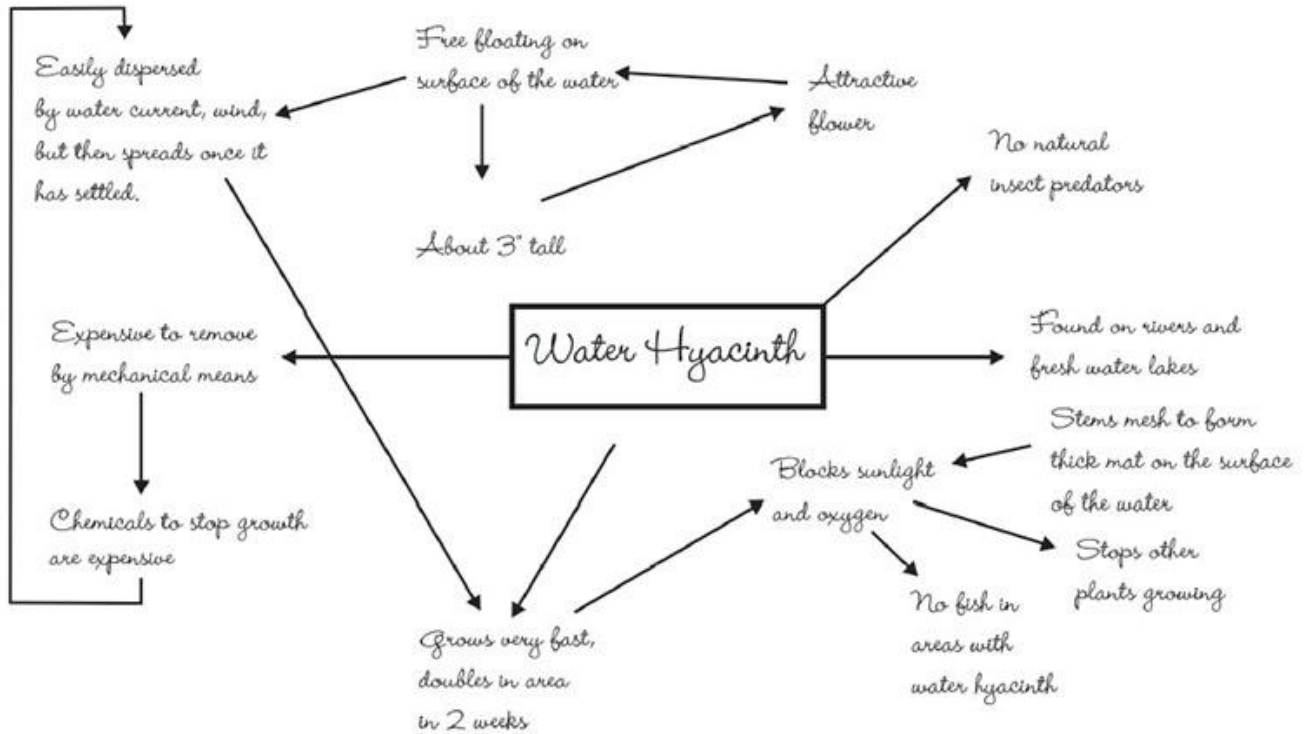 Easily dispersed
by water current, wind,
but then spreads once it
has settled.
Free floating on
surface of the water
Attractive
flower
No natural
insect predators
About 3" tall
Expensive to remove
by mechanical means
Water Hyacinth
Found on rivers and
fresh water lakes
Stems mesh to form
thick mat on the surface
of the water
Blocks sunlight
and oxygen
Chemicals to stop growth
are expensive
Stops other
plants growing
No fish in
areas with
water hyacinth
Grows very fast,
doubles in area
in 2 weeks